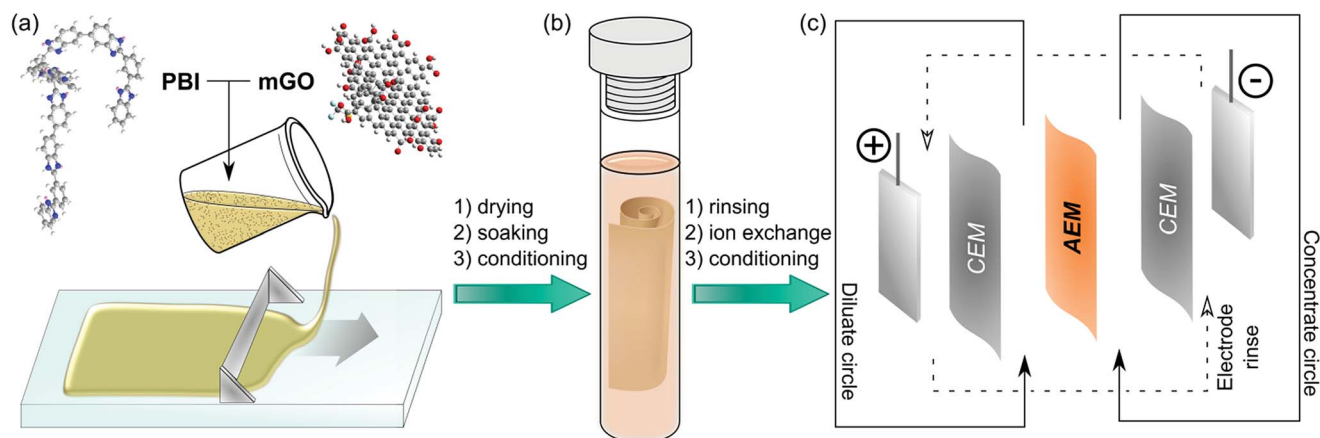 (a)
PBI
mGO
1) drying
2) soaking
3) conditioning
(b)
1) rinsing
2) ion exchange
3) conditioning
(c)
+
-
CEM
AEM
CEM
Diluate circle
Electrode
rinse
Concentrate circle